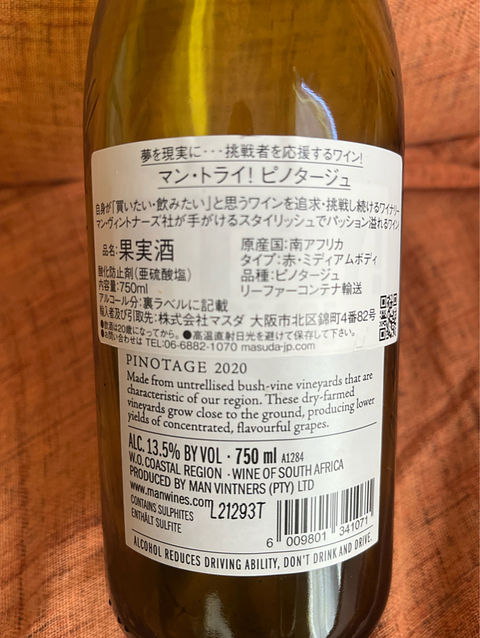 夢を現実に･･･挑戦者を応援するワイン!
マン・トライ! ピノタージュ
自身が「買いたい・飲みたい」と思うワインを追求・挑戦し続けるワイナリー
マン・ヴィントナーズ社が手がけるスタイリッシュでパッション溢れるワイン
品名:果実酒
酸化防止剤(亜硫酸塩)
内容量:750ml
アルコール分:裏ラベルに記載
原産国:南アフリカ
タイプ:赤・ミディアムボディ
品種:ピノタージュ
リーファーコンテナ輸送
輸入者及び引取先:株式会社マスダ 大阪市北区錦町4番82号
●飲酒は20歳になってから。●高温直射日光を避けて保存して下さい。
●お問い合わせは TEL:06-6882-1070 masuda-jp.com
PINOTAGE 2020
Made from untrellised bush-vine vineyards that are
characteristic of our region. These dry-farmed
vineyards grow close to the ground, producing lower
yields of concentrated, flavourful grapes.
ALC. 13.5% BY VOL · 750 ml A1284
W.O. COASTAL REGION · WINE OF SOUTH AFRICA
PRODUCED BY MAN VINTNERS (PTY) LTD
www.manwines.com
CONTAINS SULPHITES
ENTHÄLT SULFITE
L21293T
6 009801 341071
ALCOHOL REDUCES DRIVING ABILITY, DON'T DRINK AND DRIVE.